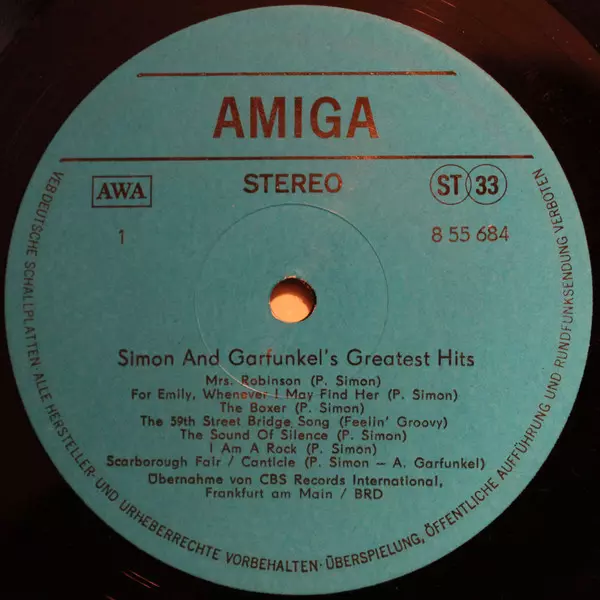 AMIGA
AWA
STEREO
ST 33
1
8 55 684
Simon And Garfunkel's Greatest Hits
Mrs. Robinson (P. Simon)
For Emily, Whenever I May Find Her (P. Simon)
The Boxer (P. Simon)
The 59th Street Bridge Song (Feelin' Groovy)
The Sound Of Silence (P. Simon)
I Am A Rock (P. Simon)
Scarborough Fair / Canticle (P. Simon – A. Garfunkel)
Übernahme von CBS Records International,
Frankfurt am Main / BRD
VEB DEUTSCHE SCHALLPLATTEN · ALLE HERSTELLER- UND URHEBERRECHTE VORBEHALTEN · ÜBERSPIELUNG, ÖFFENTLICHE AUFFÜHRUNG UND RUNDFUNKSENDUNG VERBOTEN